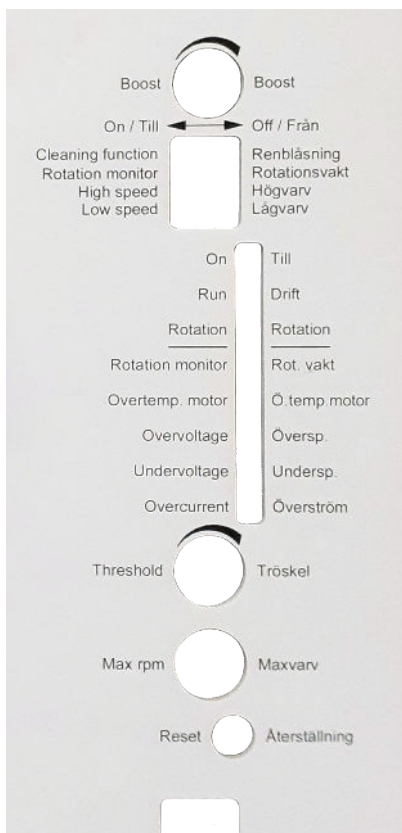 Boost Boost
On / Till Off / Från
Cleaning function Renblåsning
Rotation monitor Rotationsvakt
High speed Högvarv
Low speed Lågvarv
On Till
Run Drift
Rotation Rotation
Rotation monitor Rot. vakt
Overtemp. motor Ö.temp motor
Overvoltage Översp.
Undervoltage Undersp.
Overcurrent Överström
Threshold Tröskel
Max rpm Maxvarv
Reset Återställning